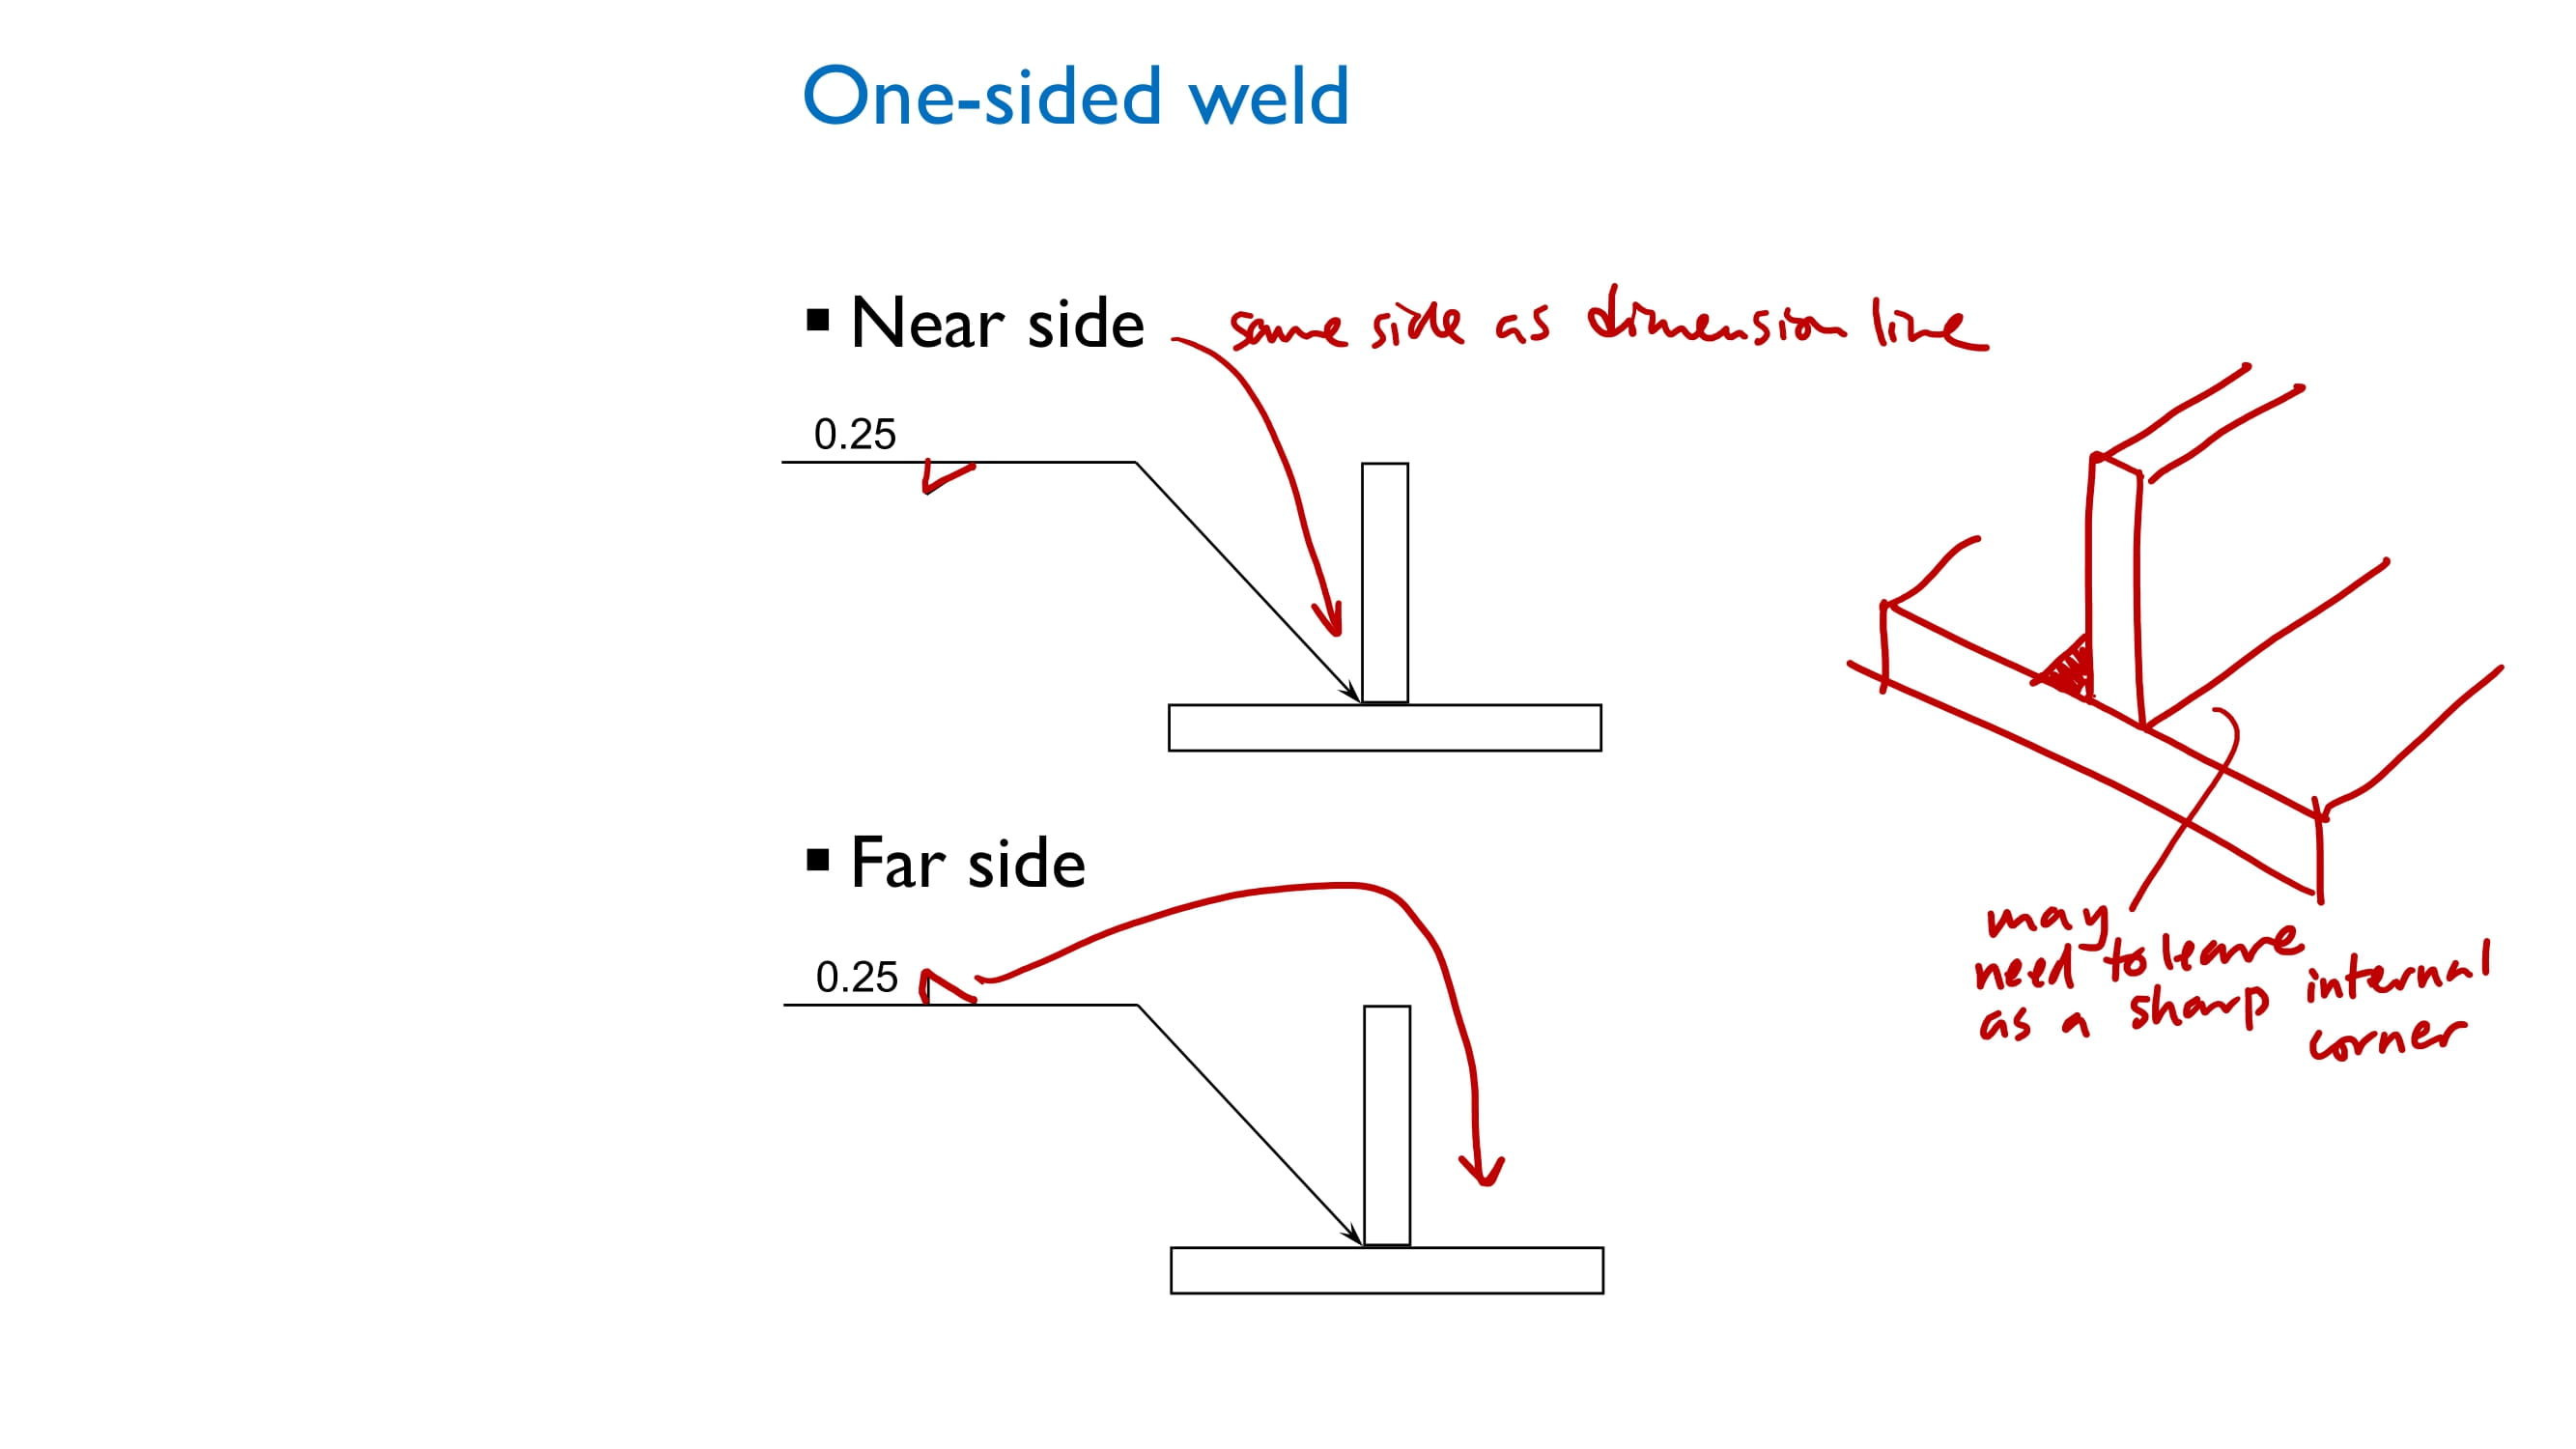 One-sided weld
▪ Near side same side as dimension line
0.25
▪ Far side
0.25
may
need to leave
as a sharp internal
corner